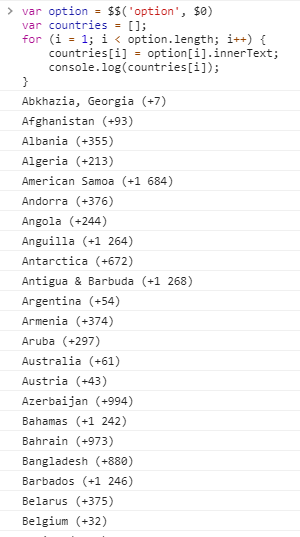 > var option = $$('option', $0)
var countries = [];
for (i = 1; i < option.length; i++) {
countries[i] = option[i].innerText;
console.log(countries[i]);
}
Abkhazia, Georgia (+7)
Afghanistan (+93)
Albania (+355)
Algeria (+213)
American Samoa (+1 684)
Andorra (+376)
Angola (+244)
Anguilla (+1 264)
Antarctica (+672)
Antigua & Barbuda (+1 268)
Argentina (+54)
Armenia (+374)
Aruba (+297)
Australia (+61)
Austria (+43)
Azerbaijan (+994)
Bahamas (+1 242)
Bahrain (+973)
Bangladesh (+880)
Barbados (+1 246)
Belarus (+375)
Belgium (+32)